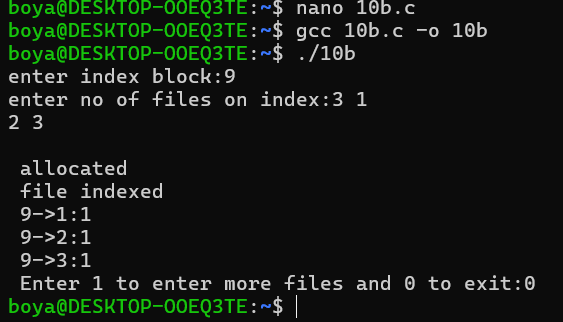 boya@DESKTOP-OOEQ3TE:~$ nano 10b.c
boya@DESKTOP-OOEQ3TE:~$ gcc 10b.c -o 10b
boya@DESKTOP-OOEQ3TE:~$ ./10b
enter index block:9
enter no of files on index:3 1
2 3
allocated
file indexed
9->1:1
9->2:1
9->3:1
Enter 1 to enter more files and 0 to exit:0
boya@DESKTOP-OOEQ3TE:~$